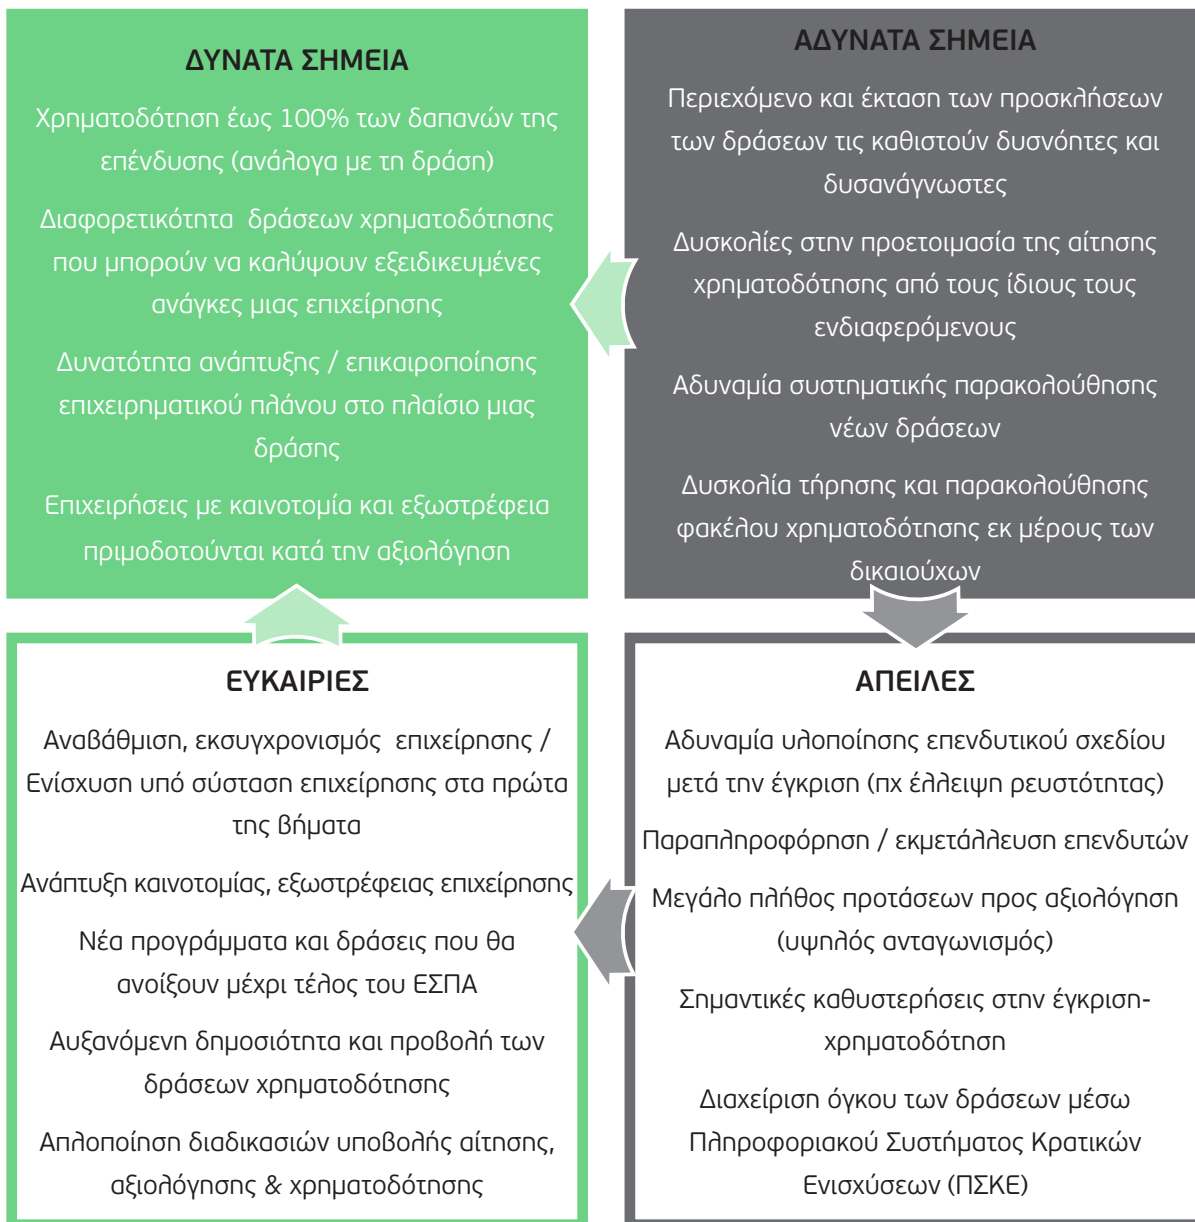 ΔΥΝΑΤΑ ΣΗΜΕΙΑ
Χρηματοδότηση έως 100% των δαπανών της
επένδυσης (ανάλογα με τη δράση)
Διαφορετικότητα δράσεων χρηματοδότησης
που μπορούν να καλύψουν εξειδικευμένες
ανάγκες μιας επιχείρησης
Δυνατότητα ανάπτυξης / επικαιροποίησης
επιχειρηματικού πλάνου στο πλαίσιο μιας
δράσης
Επιχειρήσεις με καινοτομία και εξωστρέφεια
πριμοδοτούνται κατά την αξιολόγηση
ΑΔΥΝΑΤΑ ΣΗΜΕΙΑ
Περιεχόμενο και έκταση των προσκλήσεων
των δράσεων τις καθιστούν δυσνόητες και
δυσανάγνωστες
Δυσκολίες στην προετοιμασία της αίτησης
χρηματοδότησης από τους ίδιους τους
ενδιαφερόμενους
Αδυναμία συστηματικής παρακολούθησης
νέων δράσεων
Δυσκολία τήρησης και παρακολούθησης
φακέλου χρηματοδότησης εκ μέρους των
δικαιούχων
ΕΥΚΑΙΡΙΕΣ
Αναβάθμιση, εκσυγχρονισμός επιχείρησης /
Ενίσχυση υπό σύσταση επιχείρησης στα πρώτα
της βήματα
Ανάπτυξη καινοτομίας, εξωστρέφειας επιχείρησης
Νέα προγράμματα και δράσεις που θα
ανοίξουν μέχρι τέλος του ΕΣΠΑ
Αυξανόμενη δημοσιότητα και προβολή των
δράσεων χρηματοδότησης
Απλοποίηση διαδικασιών υποβολής αίτησης,
αξιολόγησης & χρηματοδότησης
ΑΠΕΙΛΕΣ
Αδυναμία υλοποίησης επενδυτικού σχεδίου
μετά την έγκριση (πχ έλλειψη ρευστότητας)
Παραπληροφόρηση / εκμετάλλευση επενδυτών
Μεγάλο πλήθος προτάσεων προς αξιολόγηση
(υψηλός ανταγωνισμός)
Σημαντικές καθυστερήσεις στην έγκριση-
χρηματοδότηση
Διαχείριση όγκου των δράσεων μέσω
Πληροφοριακού Συστήματος Κρατικών
Ενισχύσεων (ΠΣΚΕ)